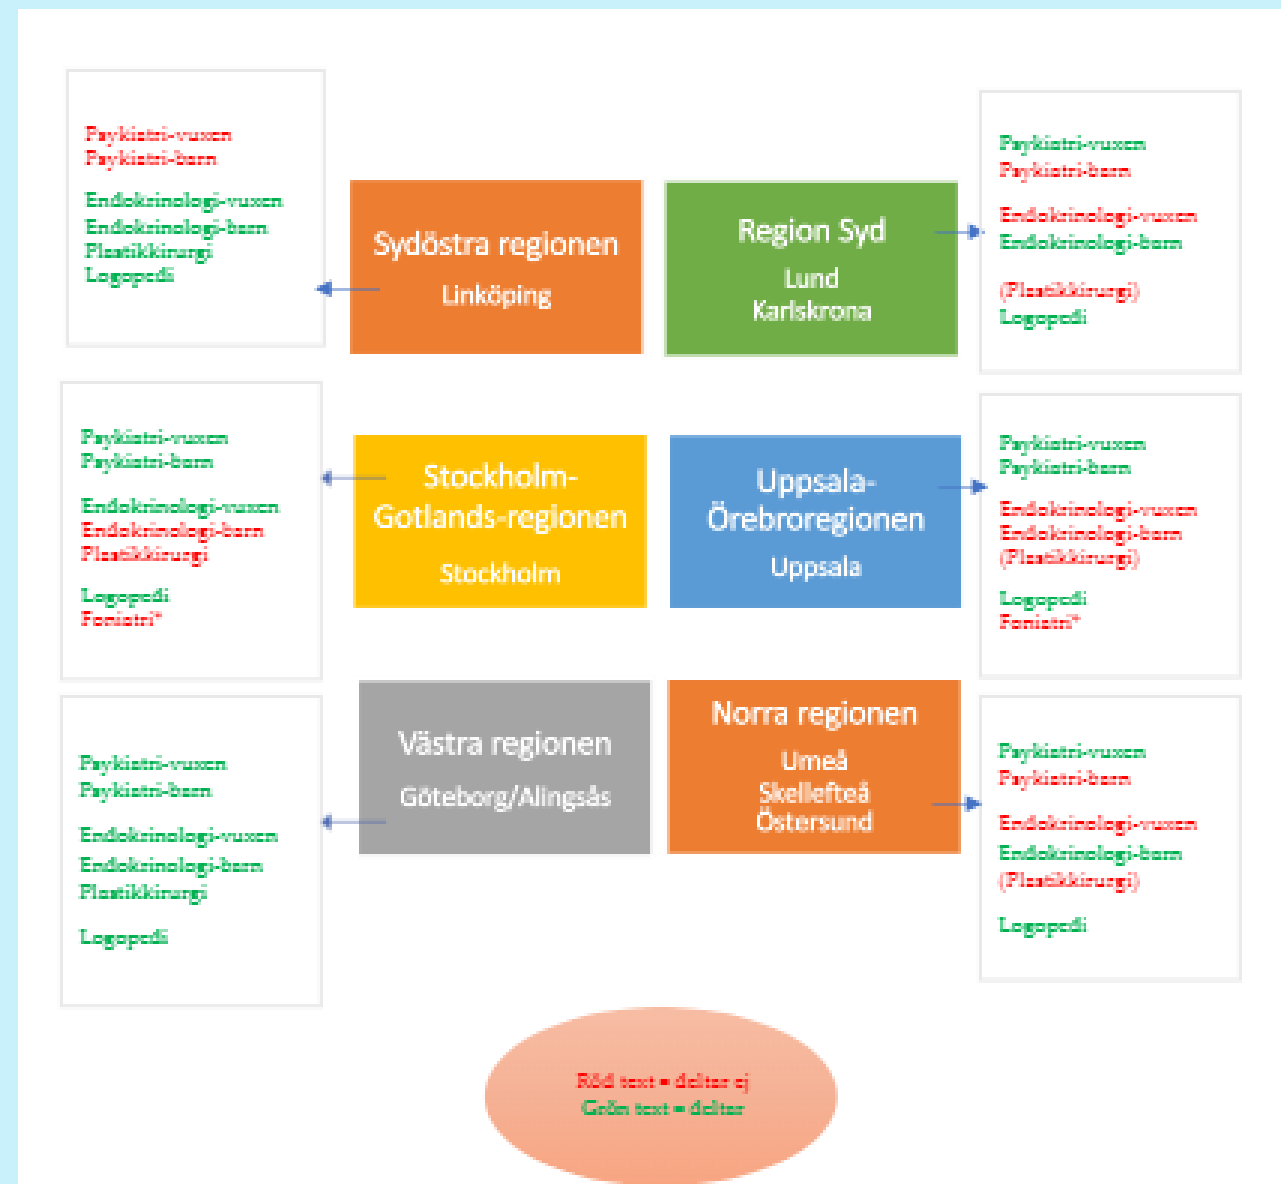 Psykiatri-vuxen
Psykiatri-barn
Endokrinologi-vuxen
Endokrinologi-barn
Plastikkirurgi
Logopedi
Sydöstra regionen
Linköping
Region Syd
Lund
Karlskrona
Psykiatri-vuxen
Psykiatri-barn
Endokrinologi-vuxen
Endokrinologi-barn
(Plastikkirurgi)
Logopedi
Psykiatri-vuxen
Psykiatri-barn
Endokrinologi-vuxen
Endokrinologi-barn
Plastikkirurgi
Logopedi
Foniatri*
Stockholm-
Gotlands-regionen
Stockholm
Uppsala-
Örebroregionen
Uppsala
Psykiatri-vuxen
Psykiatri-barn
Endokrinologi-vuxen
Endokrinologi-barn
(Plastikkirurgi)
Logopedi
Foniatri*
Psykiatri-vuxen
Psykiatri-barn
Endokrinologi-vuxen
Endokrinologi-barn
Plastikkirurgi
Logopedi
Västra regionen
Göteborg/Alingsås
Norra regionen
Umeå
Skellefteå
Östersund
Psykiatri-vuxen
Psykiatri-barn
Endokrinologi-vuxen
Endokrinologi-barn
(Plastikkirurgi)
Logopedi
Röd text = deltar ej
Grön text = deltar